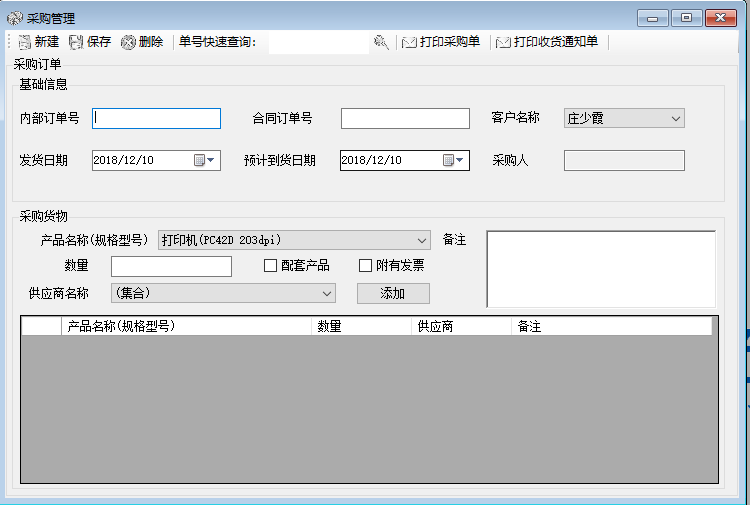 采购管理
新建 保存 删除 单号快速查询: 打印采购单 打印收货通知单
采购订单
基础信息
内部订单号 合同订单号 客户名称 庄少霞
发货日期 2018/12/10 预计到货日期 2018/12/10 采购人
采购货物
产品名称(规格型号) 打印机(PC42D 203dpi) 备注
数量 配套产品 附有发票
供应商名称 (集合) 添加
产品名称(规格型号) 数量 供应商 备注